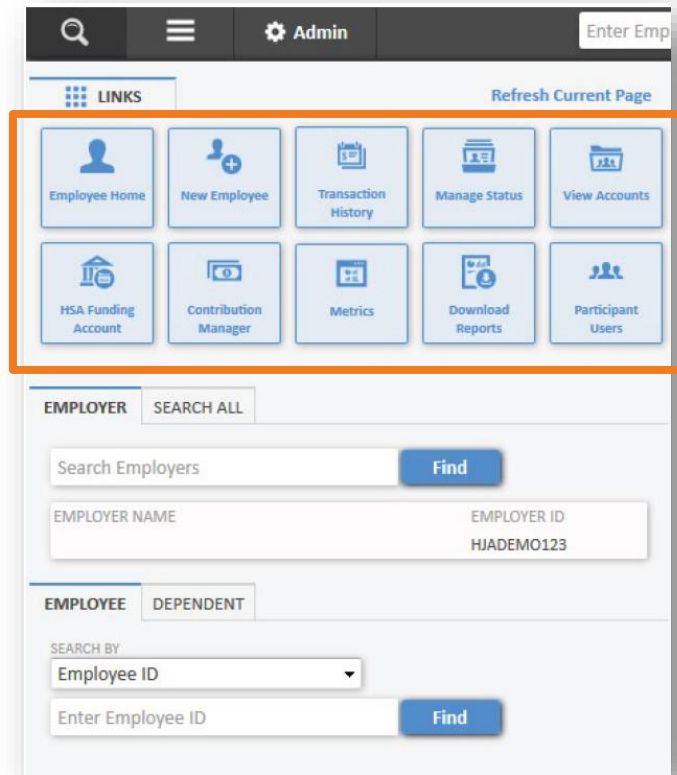 Admin
Enter Emp
LINKS
Refresh Current Page
Employee Home
New Employee
Transaction
History
Manage Status
View Accounts
HSA Funding
Account
Contribution
Manager
Metrics
Download
Reports
Participant
Users
EMPLOYER SEARCH ALL
Search Employers
Find
EMPLOYER NAME EMPLOYER ID
HJADEMO123
EMPLOYEE DEPENDENT
SEARCH BY
Employee ID
Enter Employee ID
Find